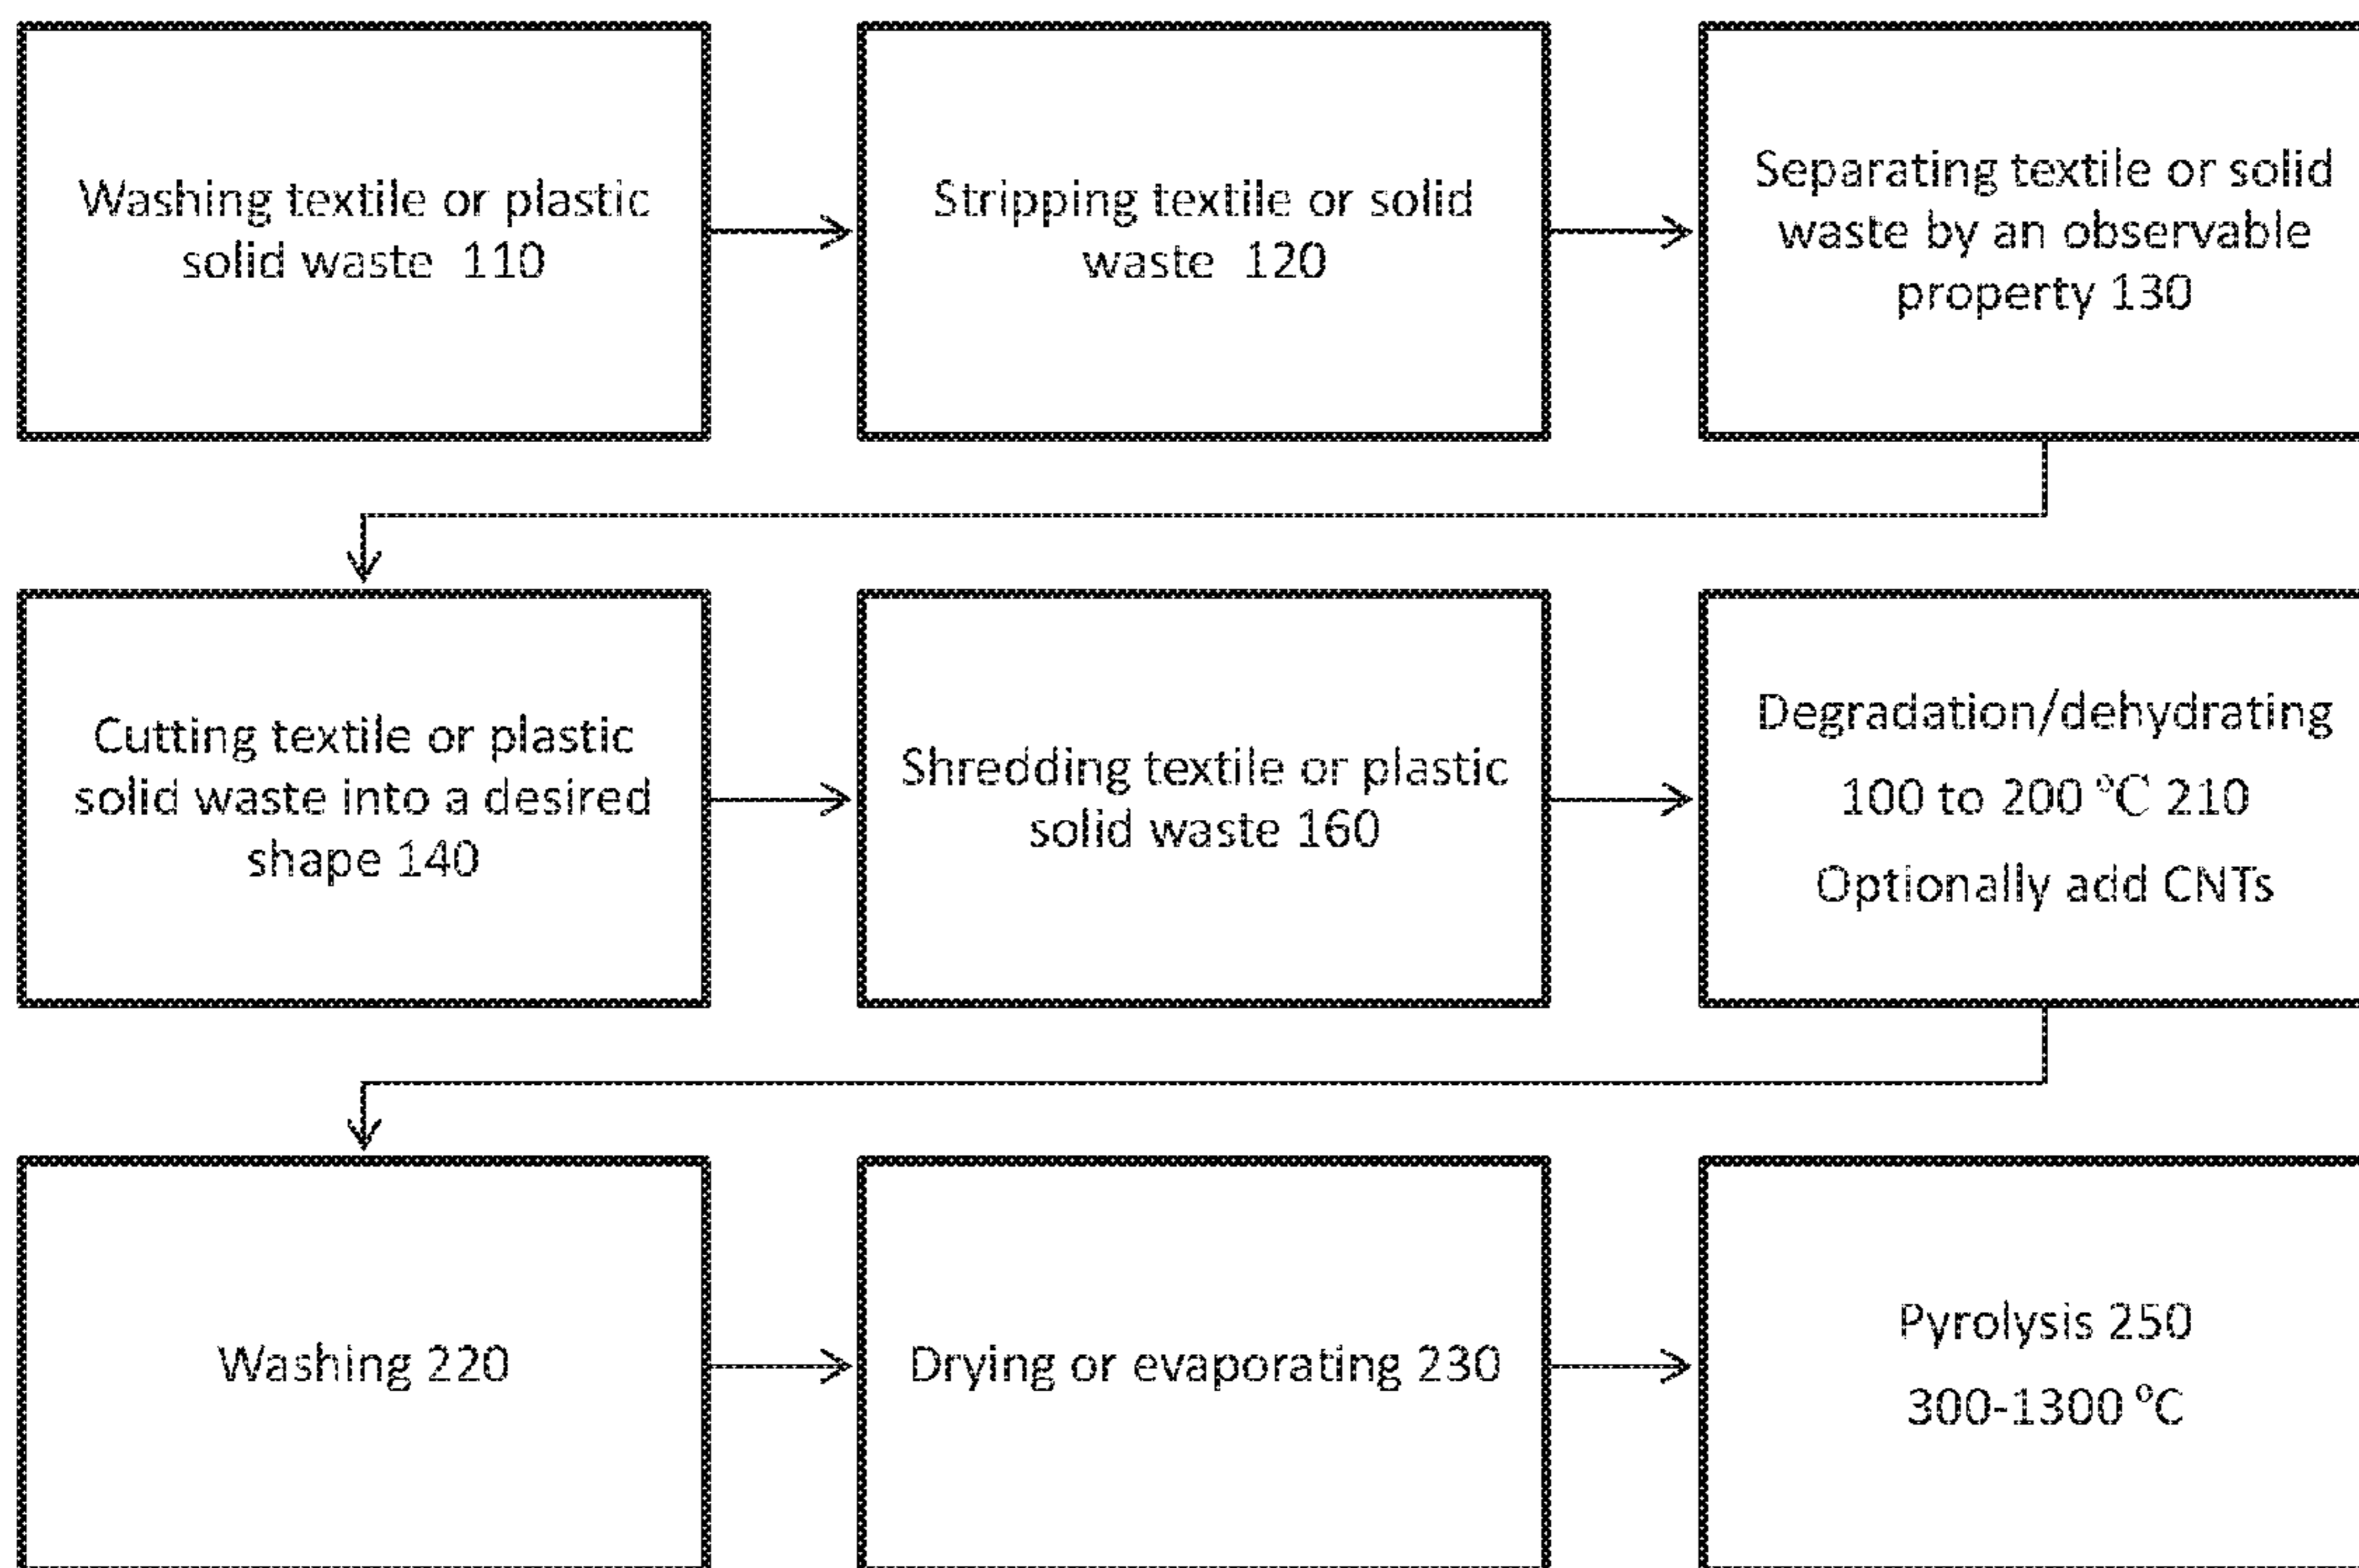 Washing textile or plastic
solid waste 110
Stripping textile or solid
waste 120
Separating textile or solid
waste by an observable
property 130
Cutting textile or plastic
solid waste into a desired
shape 140
Shredding textile or plastic
solid waste 160
Degradation/dehydrating
100 to 200 °C 210
Optionally add CNTs
Washing 220
Drying or evaporating 230
Pyrolysis 250
300-1300 °C